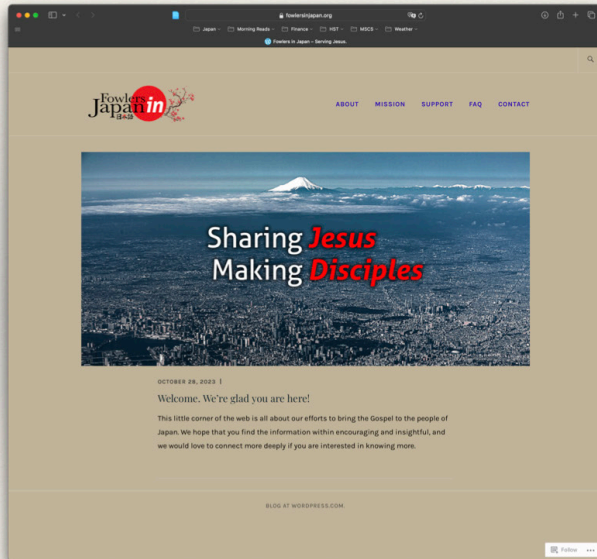 fowlersinjapan.org
Japan
Morning Reads
Finance
HST
MSCS
Weather
Fowlers in Japan – Serving Jesus.
Fowlers
Japan in
ABOUT MISSION SUPPORT FAQ CONTACT
Sharing Jesus
Making Disciples
OCTOBER 28, 2023 |
Welcome. We're glad you are here!
This little corner of the web is all about our efforts to bring the Gospel to the people of
Japan. We hope that you find the information within encouraging and insightful, and
we would love to connect more deeply if you are interested in knowing more.
BLOG AT WORDPRESS.COM.
Follow